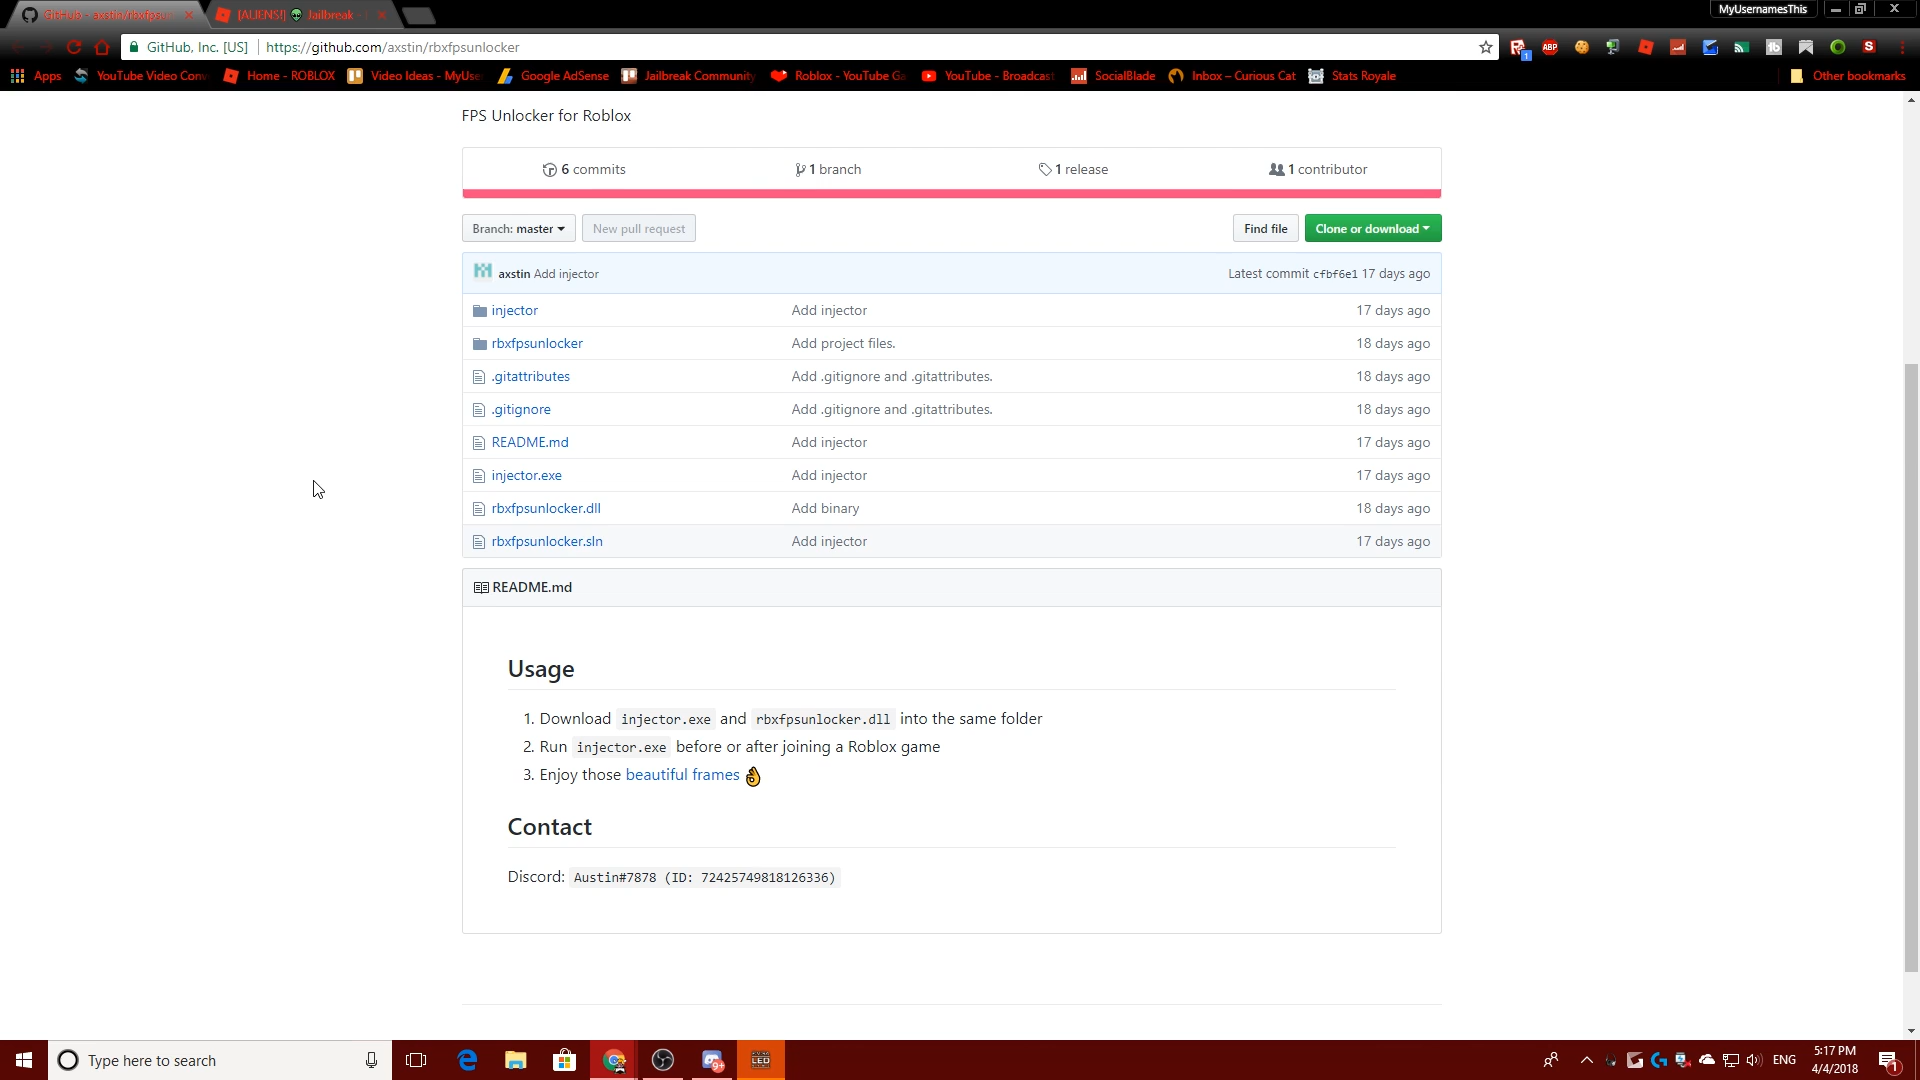 GitHub - axstin/rbxfpsun
[ALIENS!] Jailbreak -
MyUsernamesThis
GitHub, Inc. [US]
https://github.com/axstin/rbxfpsunlocker
Apps
YouTube Video Conv
Home - ROBLOX
Video Ideas - MyUse
Google AdSense
Jailbreak Community
Roblox - YouTube Ga
YouTube - Broadcast
SocialBlade
Inbox – Curious Cat
Stats Royale
Other bookmarks
FPS Unlocker for Roblox
6 commits
1 branch
1 release
1 contributor
Branch: master
New pull request
Find file
Clone or download
axstin Add injector
Latest commit cfbf6e1 17 days ago
injector
Add injector
17 days ago
rbxfpsunlocker
Add project files.
18 days ago
.gitattributes
Add .gitignore and .gitattributes.
18 days ago
.gitignore
Add .gitignore and .gitattributes.
18 days ago
README.md
Add injector
17 days ago
injector.exe
Add injector
17 days ago
rbxfpsunlocker.dll
Add binary
18 days ago
rbxfpsunlocker.sln
Add injector
17 days ago
README.md
Usage
1. Download injector.exe and rbxfpsunlocker.dll into the same folder
2. Run injector.exe before or after joining a Roblox game
3. Enjoy those beautiful frames 👌
Contact
Discord: Austin#7878 (ID: 72425749818126336)
Type here to search
ENG
5:17 PM
4/4/2018